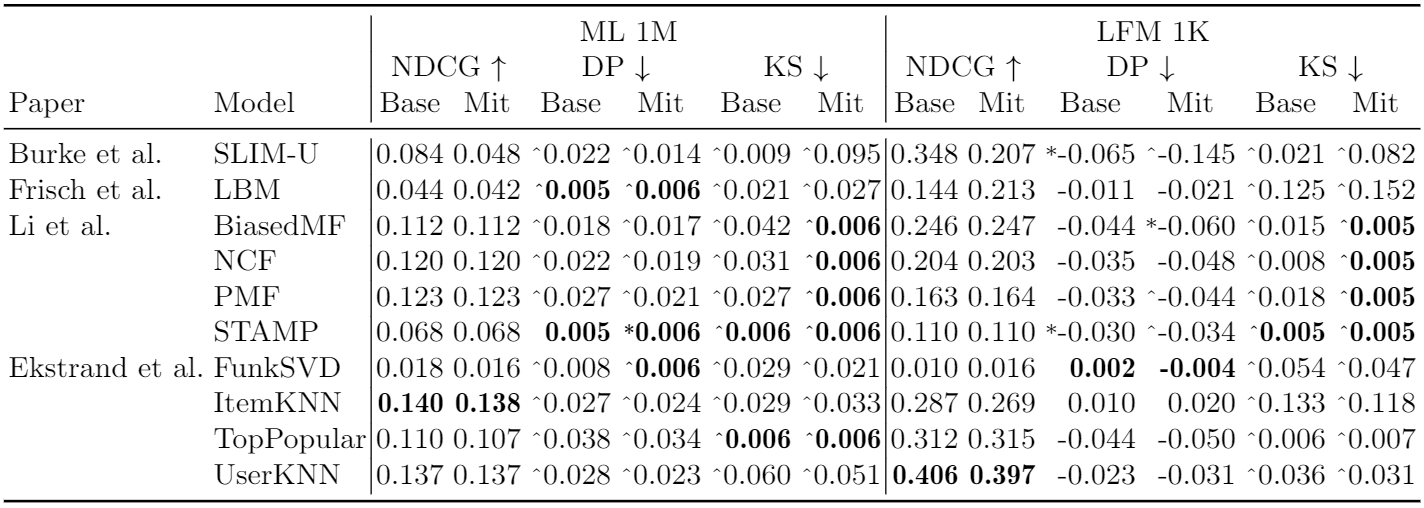 ML 1M LFM 1K
NDCG ↑ DP ↓ KS ↓ NDCG ↑ DP ↓ KS ↓
Paper Model Base Mit Base Mit Base Mit Base Mit Base Mit Base Mit
Burke et al. SLIM-U 0.084 0.048 ^0.022 ^0.014 ^0.009 ^0.095 0.348 0.207 *-0.065 ^-0.145 ^0.021 ^0.082
Frisch et al. LBM 0.044 0.042 ^0.005 ^0.006 ^0.021 ^0.027 0.144 0.213 -0.011 -0.021 ^0.125 ^0.152
Li et al. BiasedMF 0.112 0.112 ^0.018 ^0.017 ^0.042 ^0.006 0.246 0.247 -0.044 *-0.060 ^0.015 ^0.005
NCF 0.120 0.120 ^0.022 ^0.019 ^0.031 ^0.006 0.204 0.203 -0.035 -0.048 ^0.008 ^0.005
PMF 0.123 0.123 ^0.027 ^0.021 ^0.027 ^0.006 0.163 0.164 -0.033 ^-0.044 ^0.018 ^0.005
STAMP 0.068 0.068 0.005 *0.006 ^0.006 ^0.006 0.110 0.110 *-0.030 ^-0.034 ^0.005 ^0.005
Ekstrand et al. FunkSVD 0.018 0.016 ^0.008 ^0.006 ^0.029 ^0.021 0.010 0.016 0.002 -0.004 ^0.054 ^0.047
ItemKNN 0.140 0.138 ^0.027 ^0.024 ^0.029 ^0.033 0.287 0.269 0.010 0.020 ^0.133 ^0.118
TopPopular 0.110 0.107 ^0.038 ^0.034 ^0.006 ^0.006 0.312 0.315 -0.044 -0.050 ^0.006 ^0.007
UserKNN 0.137 0.137 ^0.028 ^0.023 ^0.060 ^0.051 0.406 0.397 -0.023 -0.031 ^0.036 ^0.031